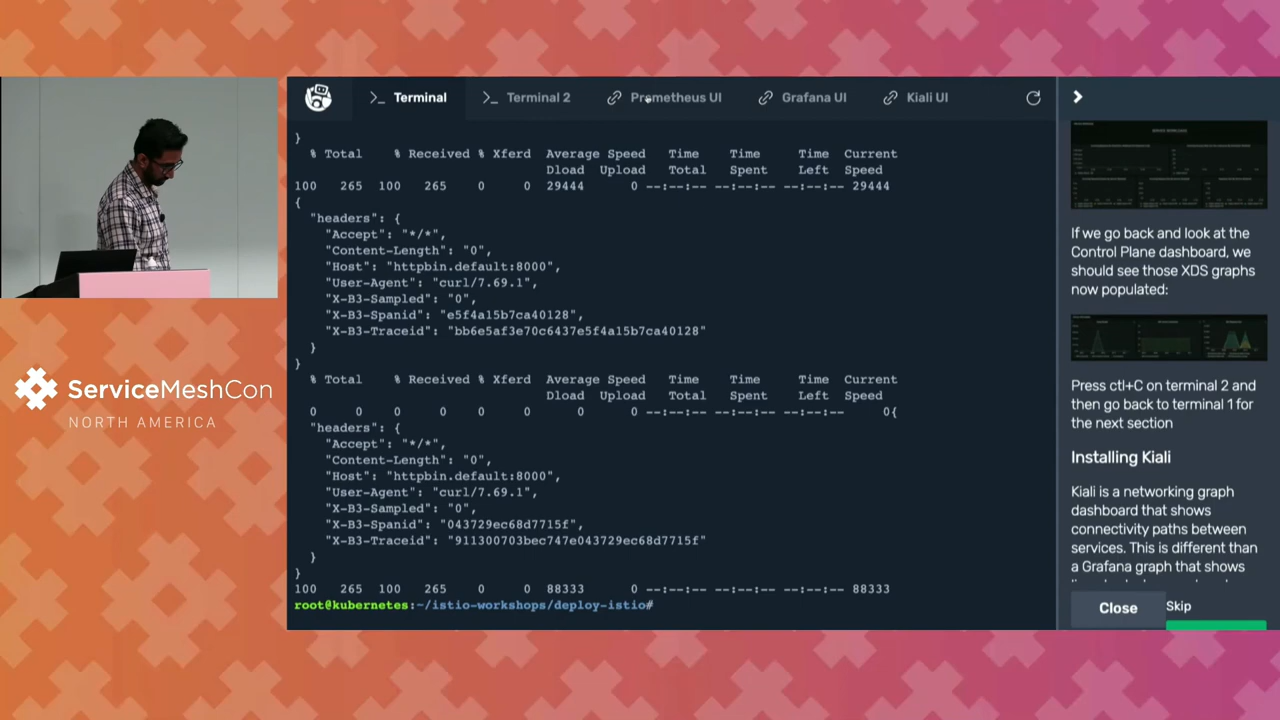 Terminal
Terminal 2
Prometheus UI
Grafana UI
Kiali UI
}
% Total % Received % Xferd Average Speed Time Time Time Current
Dload Upload Total Spent Left Speed
100 265 100 265 0 0 29444 0 --:--:-- --:--:-- --:--:-- 29444
{
"headers": {
"Accept": "*/*",
"Content-Length": "0",
"Host": "httpbin.default:8000",
"User-Agent": "curl/7.69.1",
"X-B3-Sampled": "0",
"X-B3-Spanid": "e5f4a15b7ca40128",
"X-B3-Traceid": "bb6e5af3e70c6437e5f4a15b7ca40128"
}
}
% Total % Received % Xferd Average Speed Time Time Time Current
Dload Upload Total Spent Left Speed
0 0 0 0 0 0 0 0 --:--:-- --:--:-- --:--:-- 0{
"headers": {
"Accept": "*/*",
"Content-Length": "0",
"Host": "httpbin.default:8000",
"User-Agent": "curl/7.69.1",
"X-B3-Sampled": "0",
"X-B3-Spanid": "043729ec68d7715f",
"X-B3-Traceid": "911300703bec747e043729ec68d7715f"
}
}
100 265 100 265 0 0 88333 0 --:--:-- --:--:-- --:--:-- 88333
root@kubernetes:~/istio-workshops/deploy-istio#
If we go back and look at the
Control Plane dashboard, we
should see those XDS graphs
now populated:
Press ctl+C on terminal 2 and
then go back to terminal 1 for
the next section
Installing Kiali
Kiali is a networking graph
dashboard that shows
connectivity paths between
services. This is different than
a Grafana graph that shows
Close
Skip
ServiceMeshCon
NORTH AMERICA